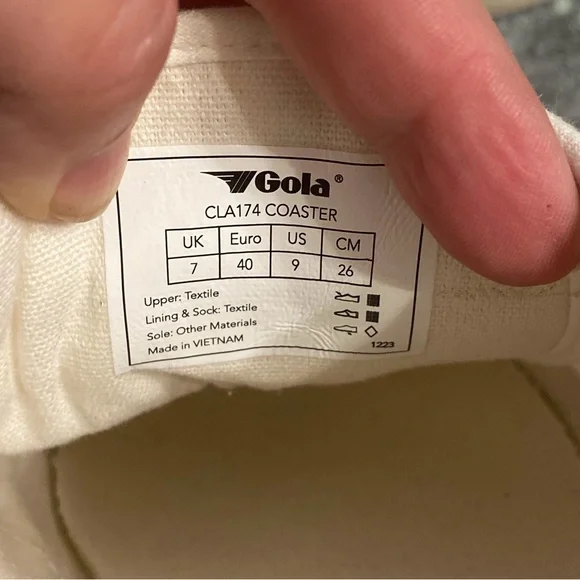 Gola®
CLA174 COASTER
UK Euro US CM
7 40 9 26
Upper: Textile
Lining & Sock: Textile
Sole: Other Materials
Made in VIETNAM
1223